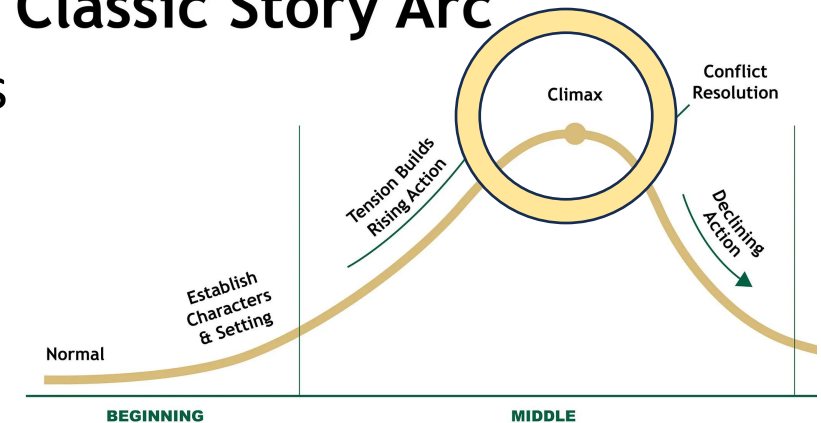 Classic Story Arc
s
Climax
Conflict
Resolution
Tension Builds
Rising Action
Declining
Action
Establish
Characters
& Setting
Normal
BEGINNING
MIDDLE